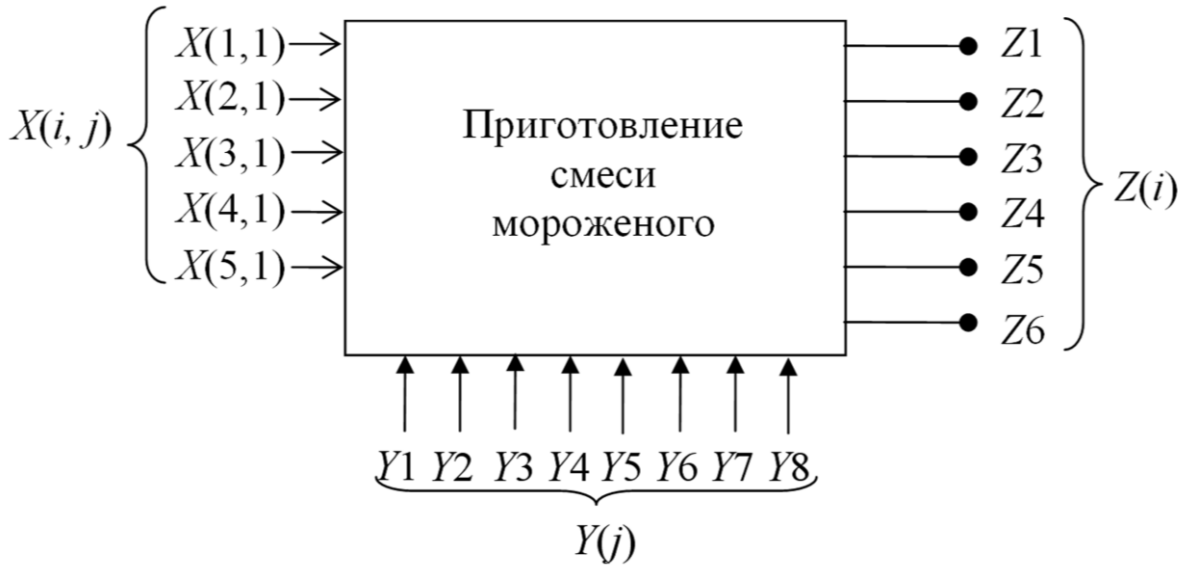 X(1,1)
X(2,1)
X(3,1)
X(4,1)
X(5,1)
X(i, j)
Приготовление
смеси
мороженого
Z1
Z2
Z3
Z4
Z5
Z6
Z(i)
Y1 Y2 Y3 Y4 Y5 Y6 Y7 Y8
Y(j)